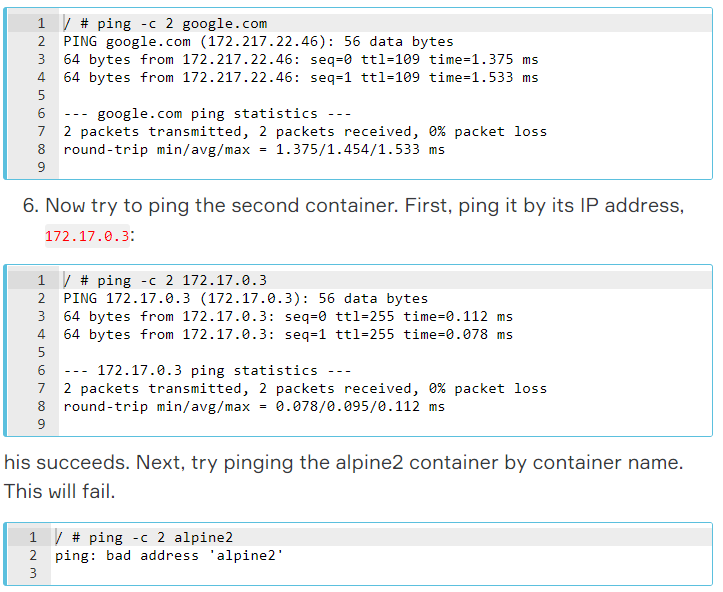 1 / # ping -c 2 google.com
2 PING google.com (172.217.22.46): 56 data bytes
3 64 bytes from 172.217.22.46: seq=0 ttl=109 time=1.375 ms
4 64 bytes from 172.217.22.46: seq=1 ttl=109 time=1.533 ms
5
6 --- google.com ping statistics ---
7 2 packets transmitted, 2 packets received, 0% packet loss
8 round-trip min/avg/max = 1.375/1.454/1.533 ms
9
6. Now try to ping the second container. First, ping it by its IP address,
172.17.0.3:
1 / # ping -c 2 172.17.0.3
2 PING 172.17.0.3 (172.17.0.3): 56 data bytes
3 64 bytes from 172.17.0.3: seq=0 ttl=255 time=0.112 ms
4 64 bytes from 172.17.0.3: seq=1 ttl=255 time=0.078 ms
5
6 --- 172.17.0.3 ping statistics ---
7 2 packets transmitted, 2 packets received, 0% packet loss
8 round-trip min/avg/max = 0.078/0.095/0.112 ms
9
his succeeds. Next, try pinging the alpine2 container by container name.
This will fail.
1 / # ping -c 2 alpine2
2 ping: bad address 'alpine2'
3